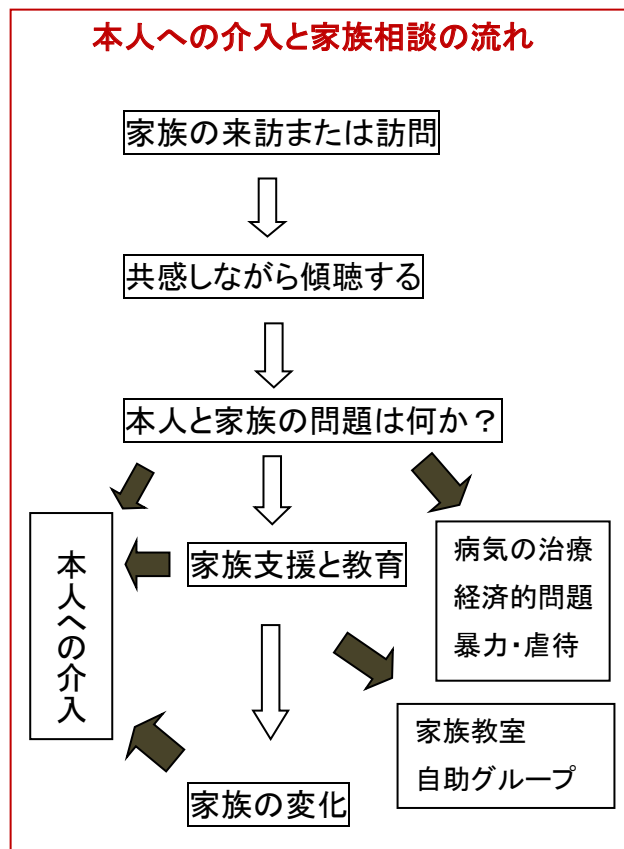 本人への介入と家族相談の流れ
家族の来訪または訪問
共感しながら傾聴する
本人と家族の問題は何か？
本人への介入
家族支援と教育
病気の治療
経済的問題
暴力・虐待
家族教室
自助グループ
家族の変化